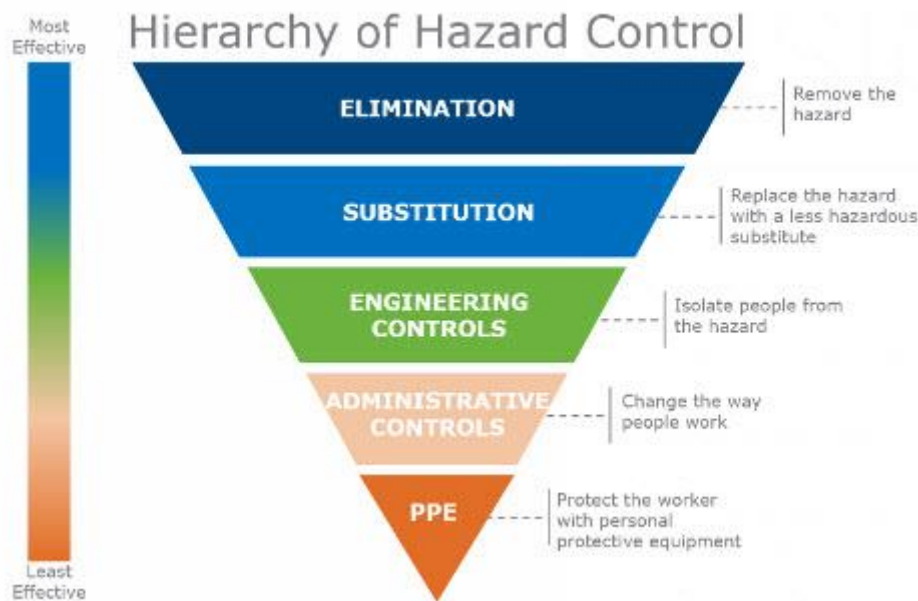 Most
Effective
Hierarchy of Hazard Control
ELIMINATION
Remove the
hazard
SUBSTITUTION
Replace the hazard
with a less hazardous
substitute
ENGINEERING
CONTROLS
Isolate people from
the hazard
ADMINISTRATIVE
CONTROLS
Change the way
people work
PPE
Protect the worker
with personal
protective equipment
Least
Effective